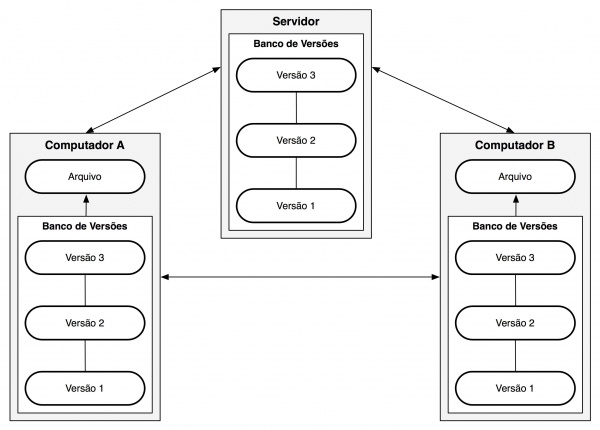 Servidor
Banco de Versões
Versão 3
Versão 2
Versão 1
Computador A
Arquivo
Banco de Versões
Versão 3
Versão 2
Versão 1
Computador B
Arquivo
Banco de Versões
Versão 3
Versão 2
Versão 1